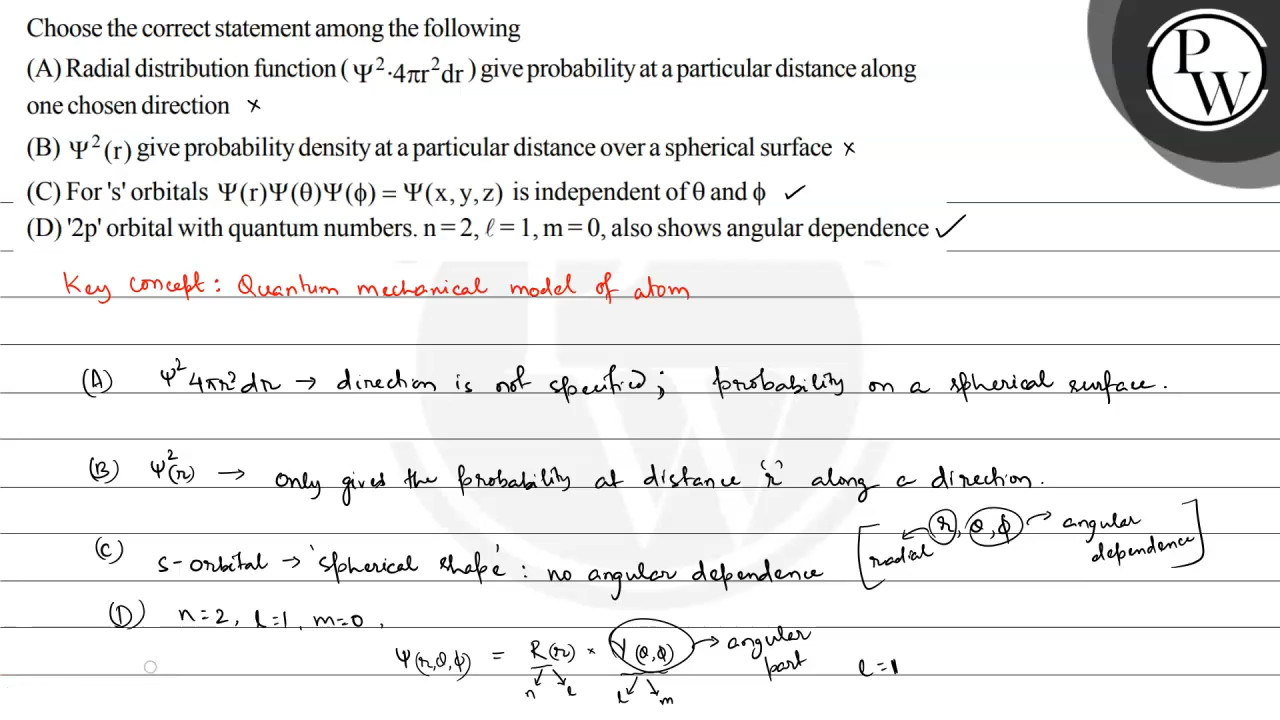 Choose the correct statement among the following
(A) Radial distribution function (Ψ²·4πr²dr) give probability at a particular distance along
one chosen direction ×
(B) Ψ²(r) give probability density at a particular distance over a spherical surface ×
(C) For 's' orbitals Ψ(r)Ψ(θ)Ψ(ϕ) = Ψ(x, y, z) is independent of θ and ϕ ✓
(D) '2p' orbital with quantum numbers. n = 2, ℓ = 1, m = 0, also shows angular dependence ✓
PW
Key concept: Quantum mechanical model of atom
(A) Ψ² 4πr² dr → direction is not specified; probability on a spherical surface.
(B) Ψ²(r) → only gives the probability at distance 'r' along a direction.
(C) s-orbital → 'spherical shape': no angular dependence [radial ← r, θ, ϕ → angular dependence]
(D) n=2, l=1, m=0,
Ψ(r,θ,ϕ) = R(r) × Y(θ,ϕ) → angular part l=1
n l l m